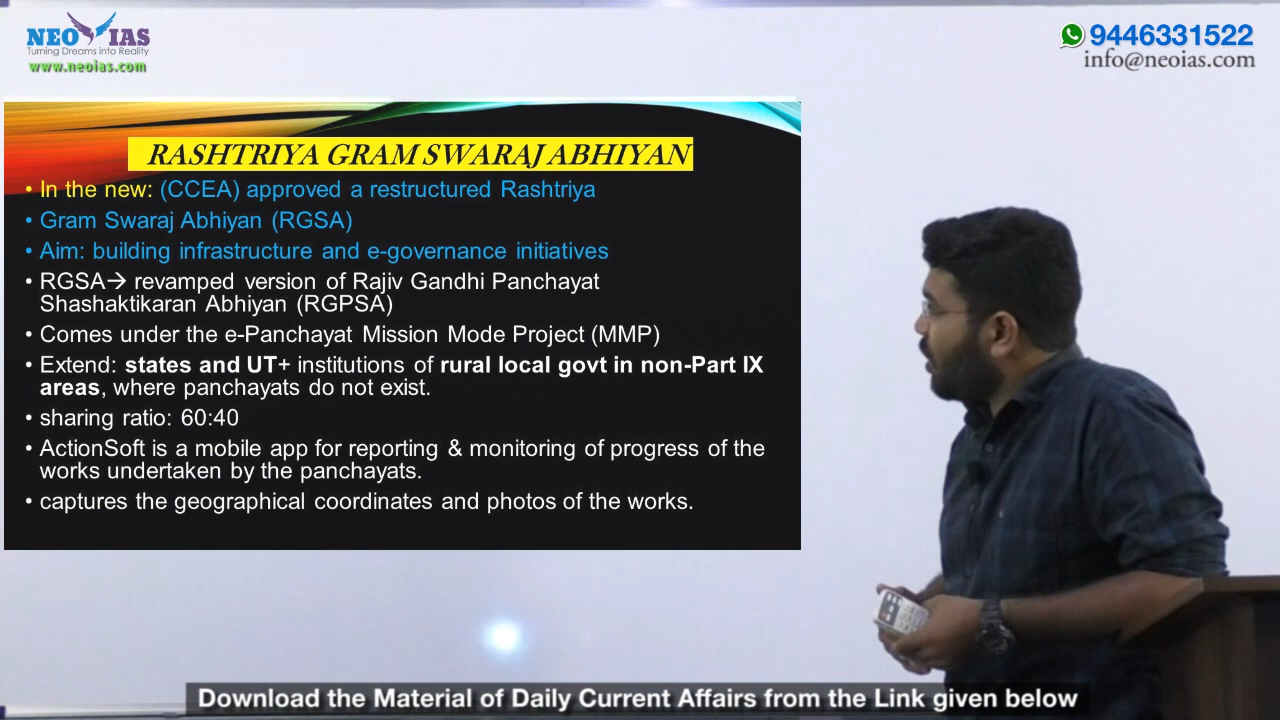 NEO IAS
Turning Dreams into Reality
www.neoias.com
9446331522
info@neoias.com
RASHTRIYA GRAM SWARAJ ABHIYAN
• In the new: (CCEA) approved a restructured Rashtriya
• Gram Swaraj Abhiyan (RGSA)
• Aim: building infrastructure and e-governance initiatives
• RGSA→ revamped version of Rajiv Gandhi Panchayat
Shashaktikaran Abhiyan (RGPSA)
• Comes under the e-Panchayat Mission Mode Project (MMP)
• Extend: states and UT+ institutions of rural local govt in non-Part IX
areas, where panchayats do not exist.
• sharing ratio: 60:40
• ActionSoft is a mobile app for reporting & monitoring of progress of the
works undertaken by the panchayats.
• captures the geographical coordinates and photos of the works.
Download the Material of Daily Current Affairs from the Link given below